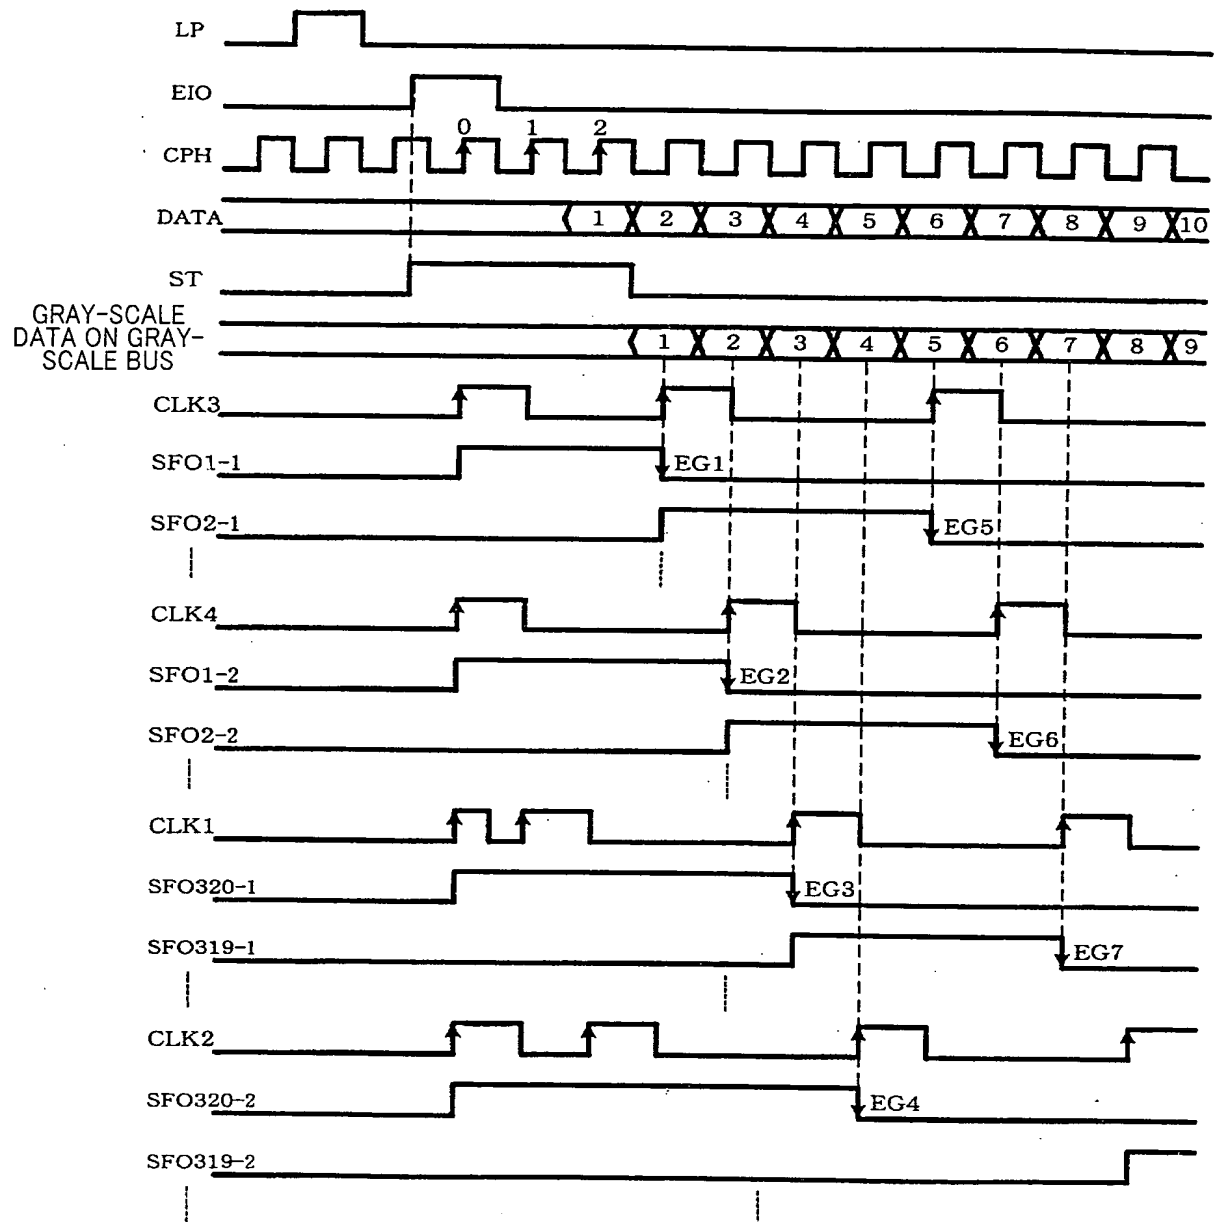 LP
EIO
0 1 2
CPH
DATA 1 2 3 4 5 6 7 8 9 10
ST
GRAY-SCALE
DATA ON GRAY-
SCALE BUS
1 2 3 4 5 6 7 8 9
CLK3
SFO1-1 EG1
SFO2-1 EG5
CLK4
SFO1-2 EG2
SFO2-2 EG6
CLK1
SFO320-1 EG3
SFO319-1 EG7
CLK2
SFO320-2 EG4
SFO319-2